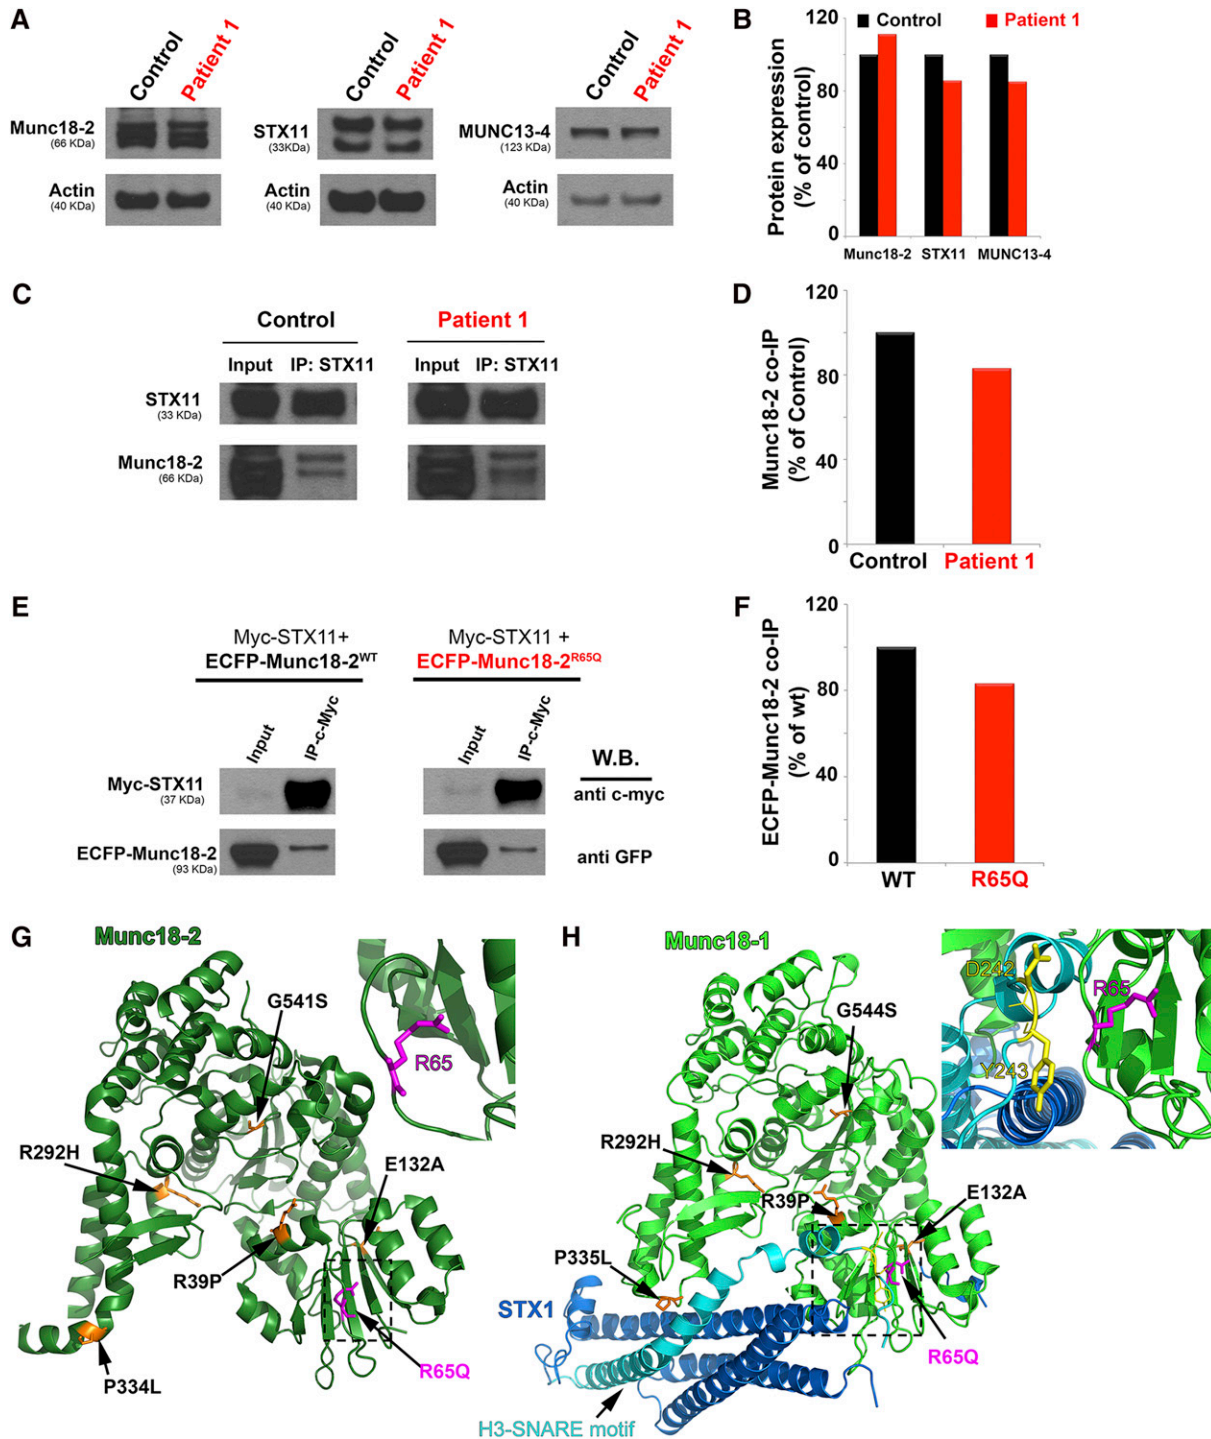 A
Control
Patient 1
Munc18-2
(66 KDa)
Actin
(40 KDa)
Control
Patient 1
STX11
(33KDa)
Actin
(40 KDa)
Control
Patient 1
MUNC13-4
(123 KDa)
Actin
(40 KDa)
B
Control
Patient 1
Protein expression
(% of control)
120
80
40
0
Munc18-2 STX11 MUNC13-4
C
Control
Patient 1
Input IP: STX11
Input IP: STX11
STX11
(33 KDa)
Munc18-2
(66 KDa)
D
Munc18-2 co-IP
(% of Control)
120
80
40
0
Control Patient 1
E
Myc-STX11+
ECFP-Munc18-2WT
Myc-STX11 +
ECFP-Munc18-2R65Q
Input
IP-c-Myc
Input
IP-c-Myc
W.B.
Myc-STX11
(37 KDa)
anti c-myc
ECFP-Munc18-2
(93 KDa)
anti GFP
F
ECFP-Munc18-2 co-IP
(% of wt)
120
80
40
0
WT R65Q
G
Munc18-2
G541S
R65
R292H
E132A
R39P
P334L
R65Q
H
Munc18-1
D242
R65
Y243
G544S
R292H
R39P
E132A
P335L
STX1
R65Q
H3-SNARE motif